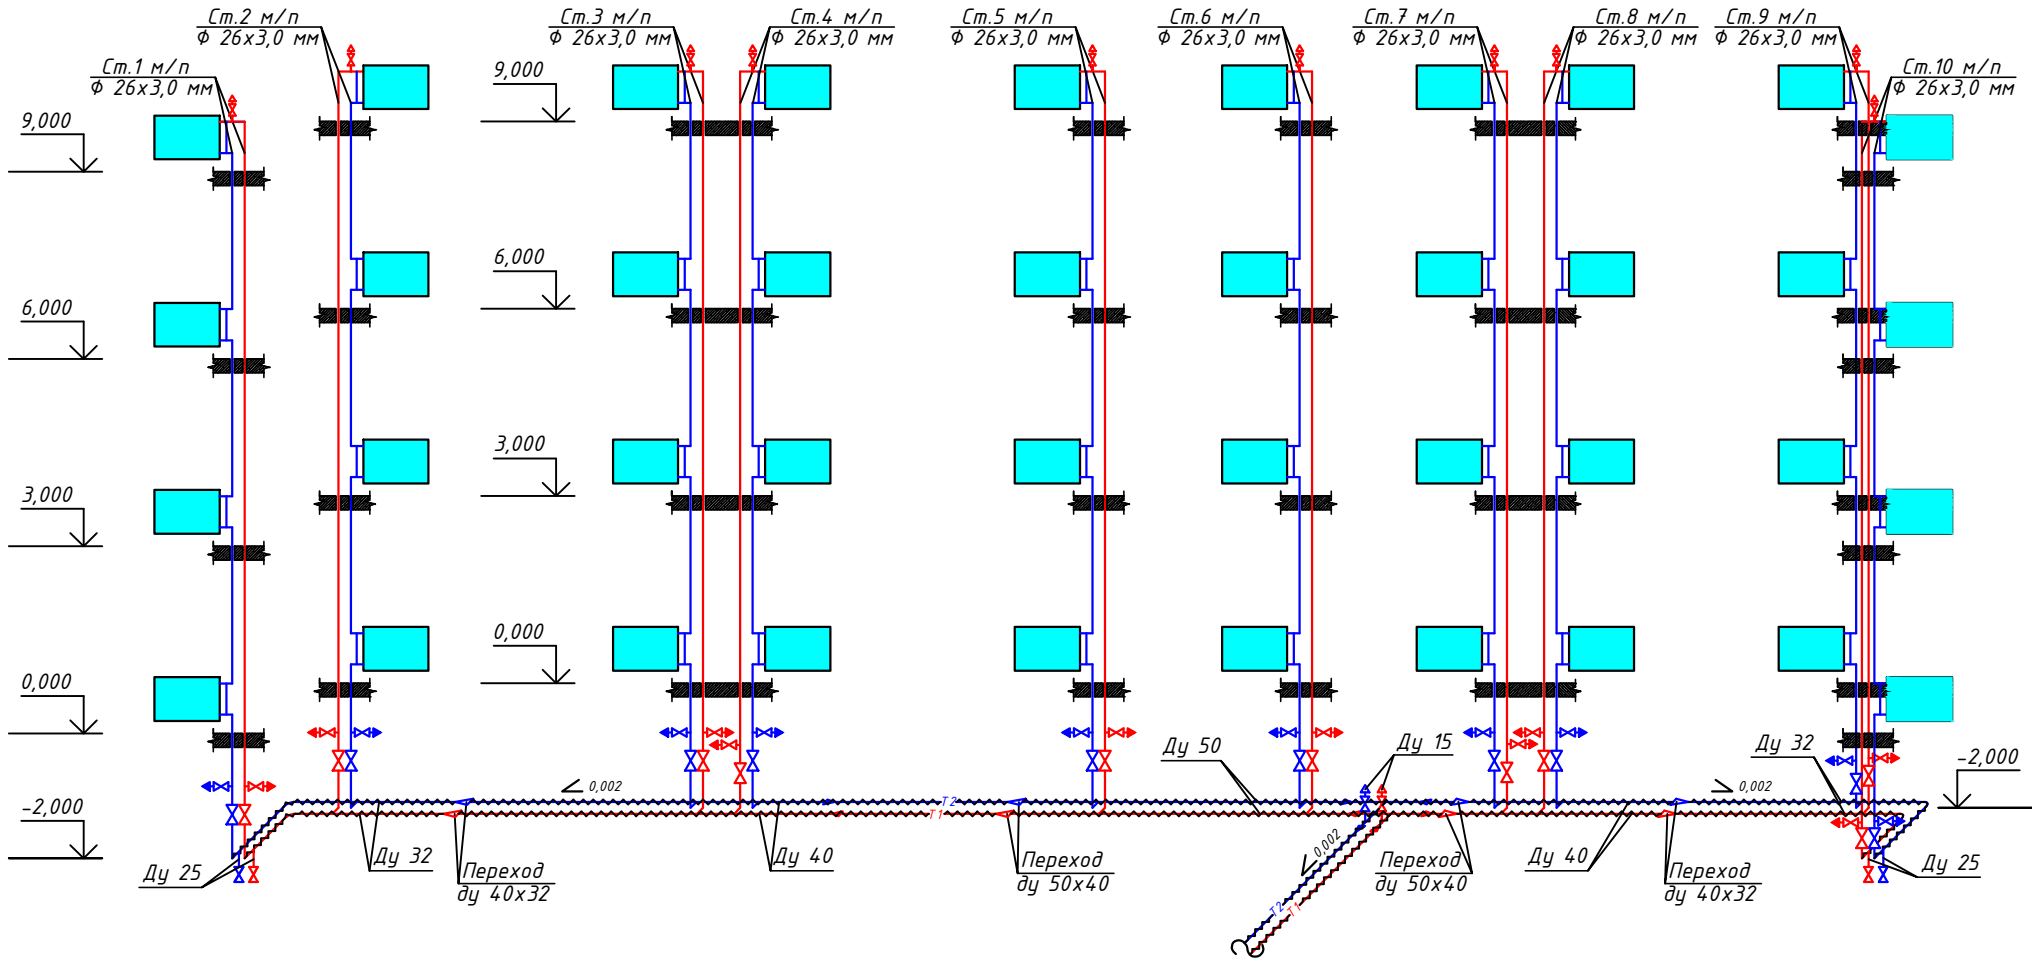 Ст.2 м/п
Ф 26х3,0 мм
Ст.3 м/п
Ф 26х3,0 мм
Ст.4 м/п
Ф 26х3,0 мм
Ст.5 м/п
Ф 26х3,0 мм
Ст.6 м/п
Ф 26х3,0 мм
Ст.7 м/п
Ф 26х3,0 мм
Ст.8 м/п
Ф 26х3,0 мм
Ст.9 м/п
Ф 26х3,0 мм
Ст.1 м/п
Ф 26х3,0 мм
Ст.10 м/п
Ф 26х3,0 мм
9,000
9,000
6,000
6,000
3,000
3,000
0,000
0,000
-2,000
-2,000
Ду 50
Ду 15
Ду 32
0,002
0,002
0,002
Т2
Т1
Ду 25
Ду 32
Переход
ду 40х32
Ду 40
Переход
ду 50х40
Переход
ду 50х40
Ду 40
Переход
ду 40х32
Ду 25
Т2
Т1